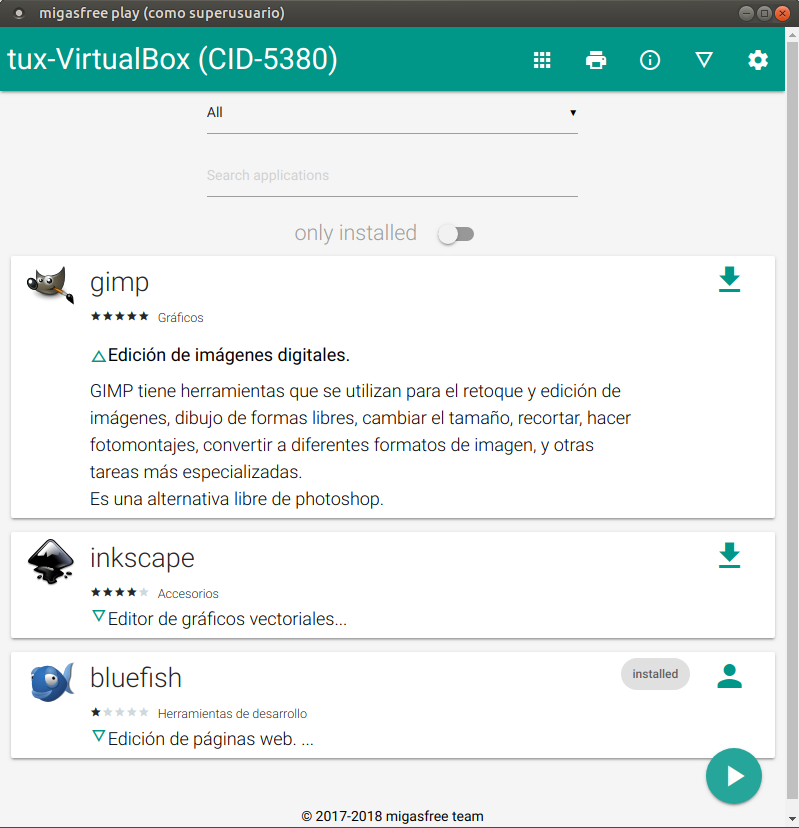 migasfree play (como superusuario)
tux-VirtualBox (CID-5380)
All
Search applications
only installed
gimp
Gráficos
Edición de imágenes digitales.
GIMP tiene herramientas que se utilizan para el retoque y edición de
imágenes, dibujo de formas libres, cambiar el tamaño, recortar, hacer
fotomontajes, convertir a diferentes formatos de imagen, y otras
tareas más especializadas.
Es una alternativa libre de photoshop.
inkscape
Accesorios
Editor de gráficos vectoriales...
bluefish
installed
Herramientas de desarrollo
Edición de páginas web. ...
© 2017-2018 migasfree team